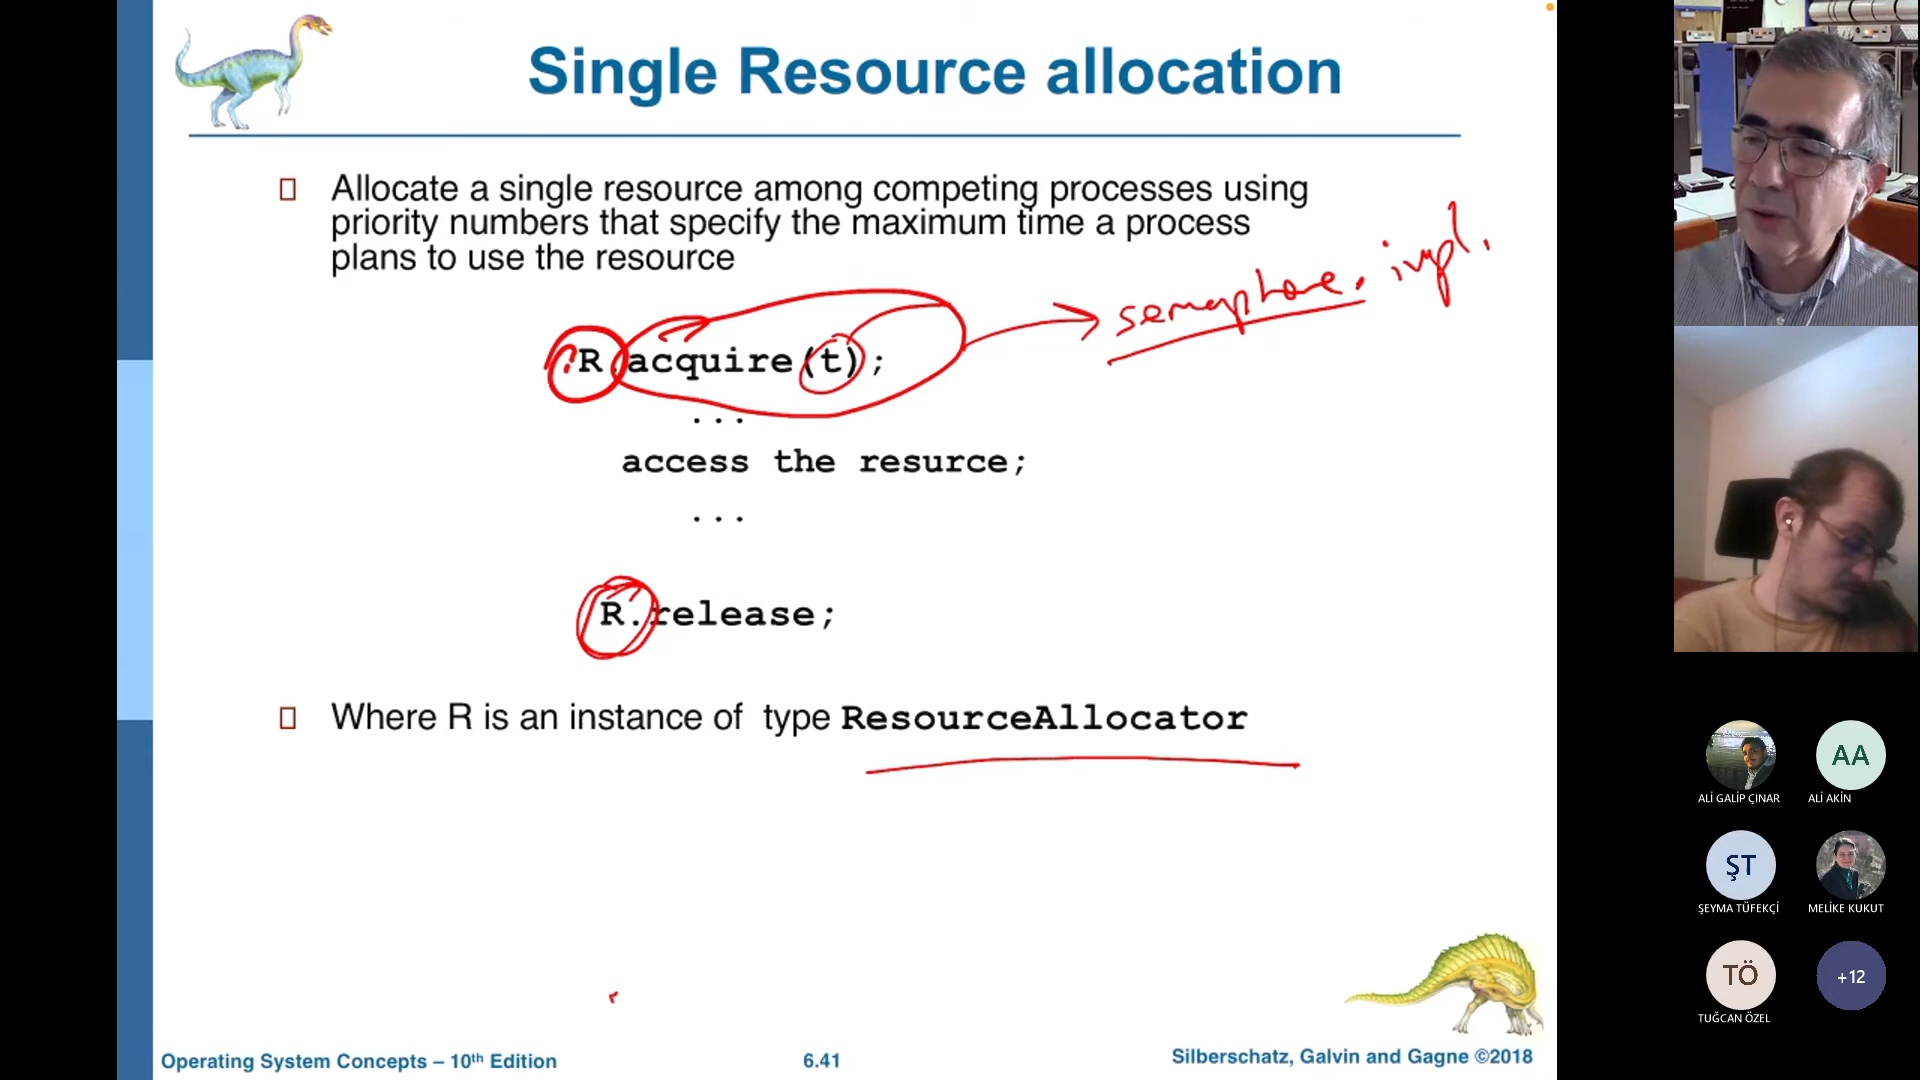 Single Resource allocation
Allocate a single resource among competing processes using
priority numbers that specify the maximum time a process
plans to use the resource
semaphore. impl.
R.acquire(t);
...
access the resurce;
...
R.release;
Where R is an instance of type ResourceAllocator
Operating System Concepts – 10th Edition
6.41
Silberschatz, Galvin and Gagne ©2018
AA
ALİ GALİP ÇINAR
ALİ AKİN
ŞT
ŞEYMA TÜFEKÇİ
MELİKE KUKUT
TÖ
+12
TUĞCAN ÖZEL